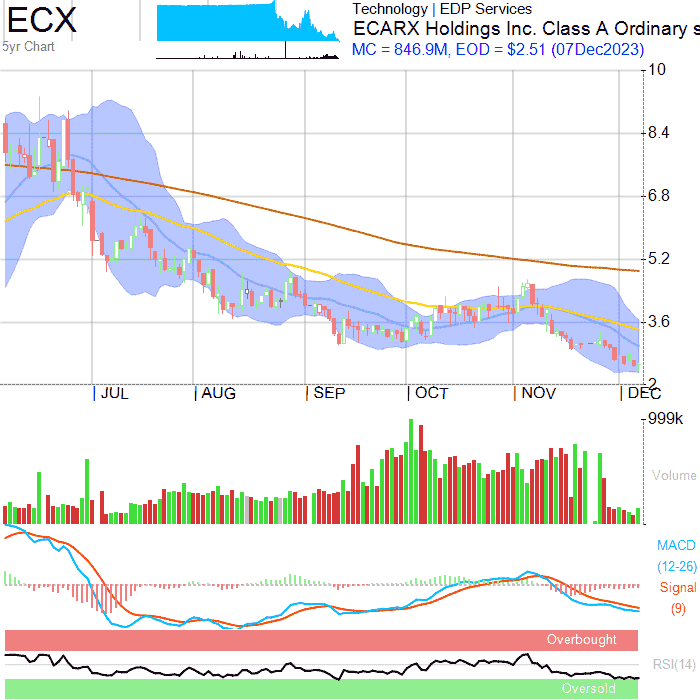 ECX
5yr Chart
Technology | EDP Services
ECARX Holdings Inc. Class A Ordinary s
MC = 846.9M, EOD = $2.51 (07Dec2023)
10
8.4
6.8
5.2
3.6
2
JUL
AUG
SEP
OCT
NOV
DEC
999k
Volume
MACD
(12-26)
Signal
(9)
Overbought
RSI(14)
Oversold